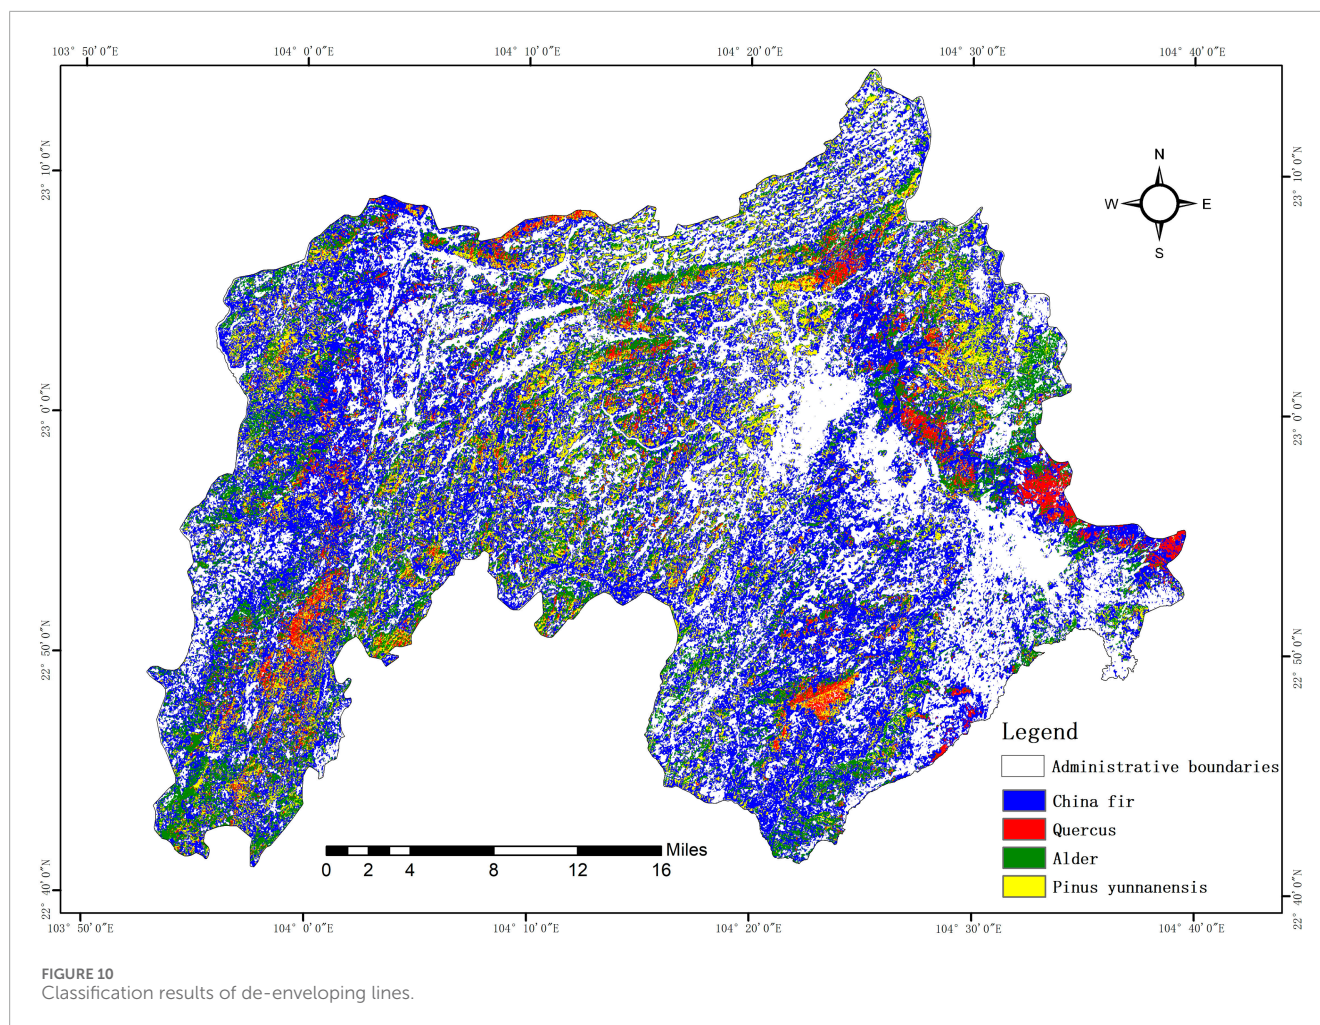 103° 50′ 0″E 104° 0′ 0″E 104° 10′ 0″E 104° 20′ 0″E 104° 30′ 0″E 104° 40′ 0″E
N
W E
S
23° 10′ 0″N 23° 10′ 0″N
23° 0′ 0″N 23° 0′ 0″N
22° 50′ 0″N 22° 50′ 0″N
22° 40′ 0″N 22° 40′ 0″N
Legend
Administrative boundaries
China fir
Quercus
Alder
Pinus yunnanensis
Miles
0 2 4 8 12 16
103° 50′ 0″E 104° 0′ 0″E 104° 10′ 0″E 104° 20′ 0″E 104° 30′ 0″E 104° 40′ 0″E
FIGURE 10
Classification results of de-enveloping lines.